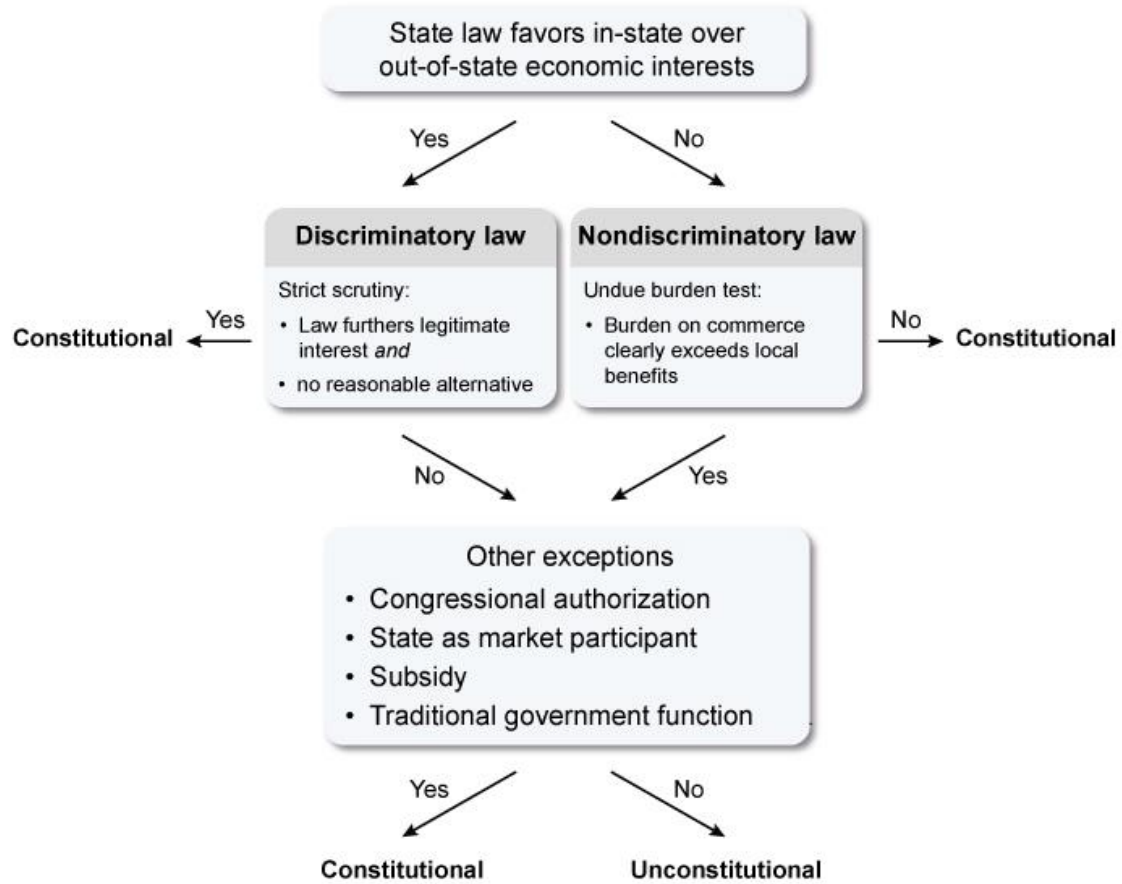 State law favors in-state over
out-of-state economic interests
Yes
No
Discriminatory law
Strict scrutiny:
• Law furthers legitimate
interest and
• no reasonable alternative
Nondiscriminatory law
Undue burden test:
• Burden on commerce
clearly exceeds local
benefits
Yes
Constitutional
No
Constitutional
No
Yes
Other exceptions
• Congressional authorization
• State as market participant
• Subsidy
• Traditional government function
Yes
No
Constitutional
Unconstitutional